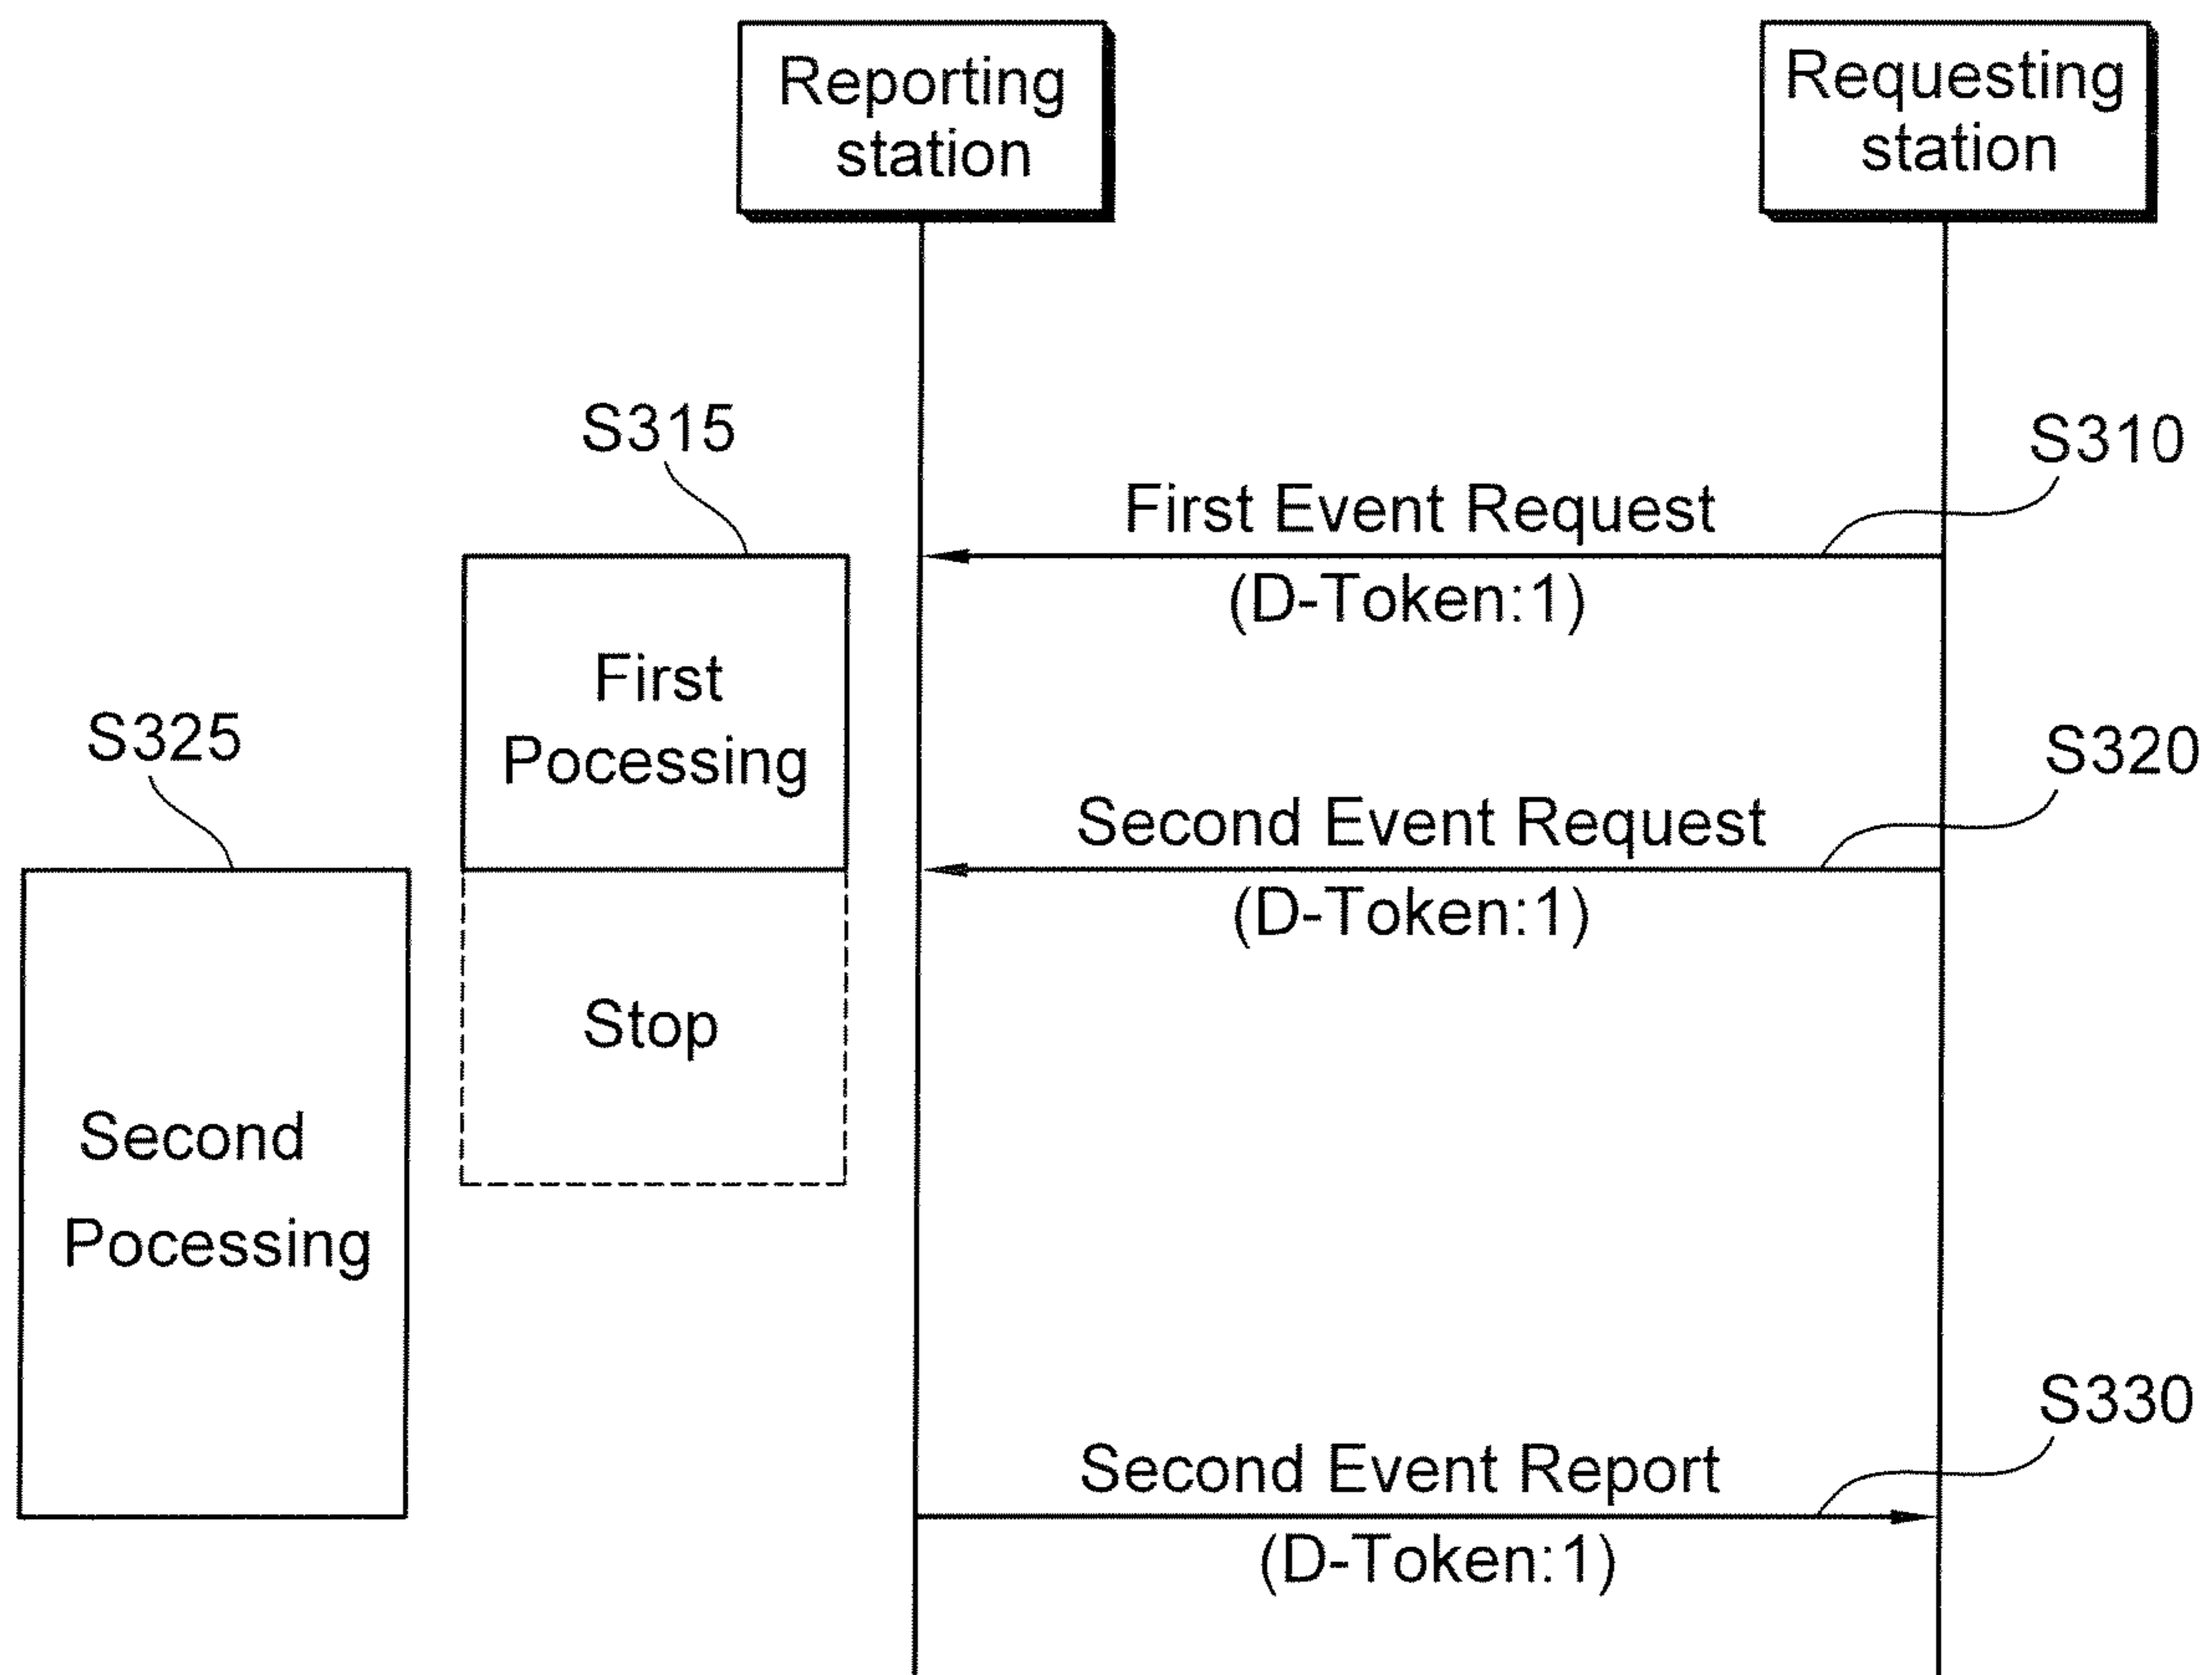 Reporting
station
Requesting
station
S315
S310
First Event Request
(D-Token:1)
First
Pocessing
S325
S320
Second Event Request
(D-Token:1)
Stop
Second
Pocessing
S330
Second Event Report
(D-Token:1)